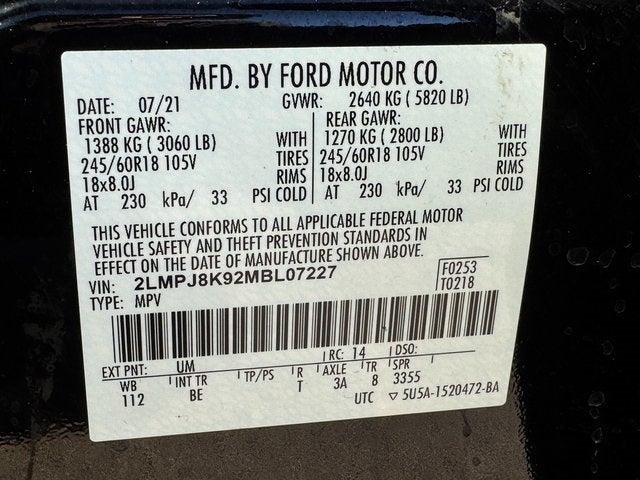 MFD. BY FORD MOTOR CO.
DATE: 07/21 GVWR: 2640 KG ( 5820 LB)
FRONT GAWR: REAR GAWR:
1388 KG ( 3060 LB) WITH 1270 KG ( 2800 LB) WITH
245/60R18 105V TIRES 245/60R18 105V TIRES
18x8.0J RIMS 18x8.0J RIMS
AT 230 kPa/ 33 PSI COLD AT 230 kPa/ 33 PSI COLD
THIS VEHICLE CONFORMS TO ALL APPLICABLE FEDERAL MOTOR
VEHICLE SAFETY AND THEFT PREVENTION STANDARDS IN
EFFECT ON THE DATE OF MANUFACTURE SHOWN ABOVE.
VIN: 2LMPJ8K92MBL07227 F0253
TYPE: MPV T0218
EXT PNT: UM RC: 14 DSO:
WB INT TR TP/PS R AXLE TR SPR
112 BE T 3A 8 3355
UTC ▽ 5U5A-1520472-BA